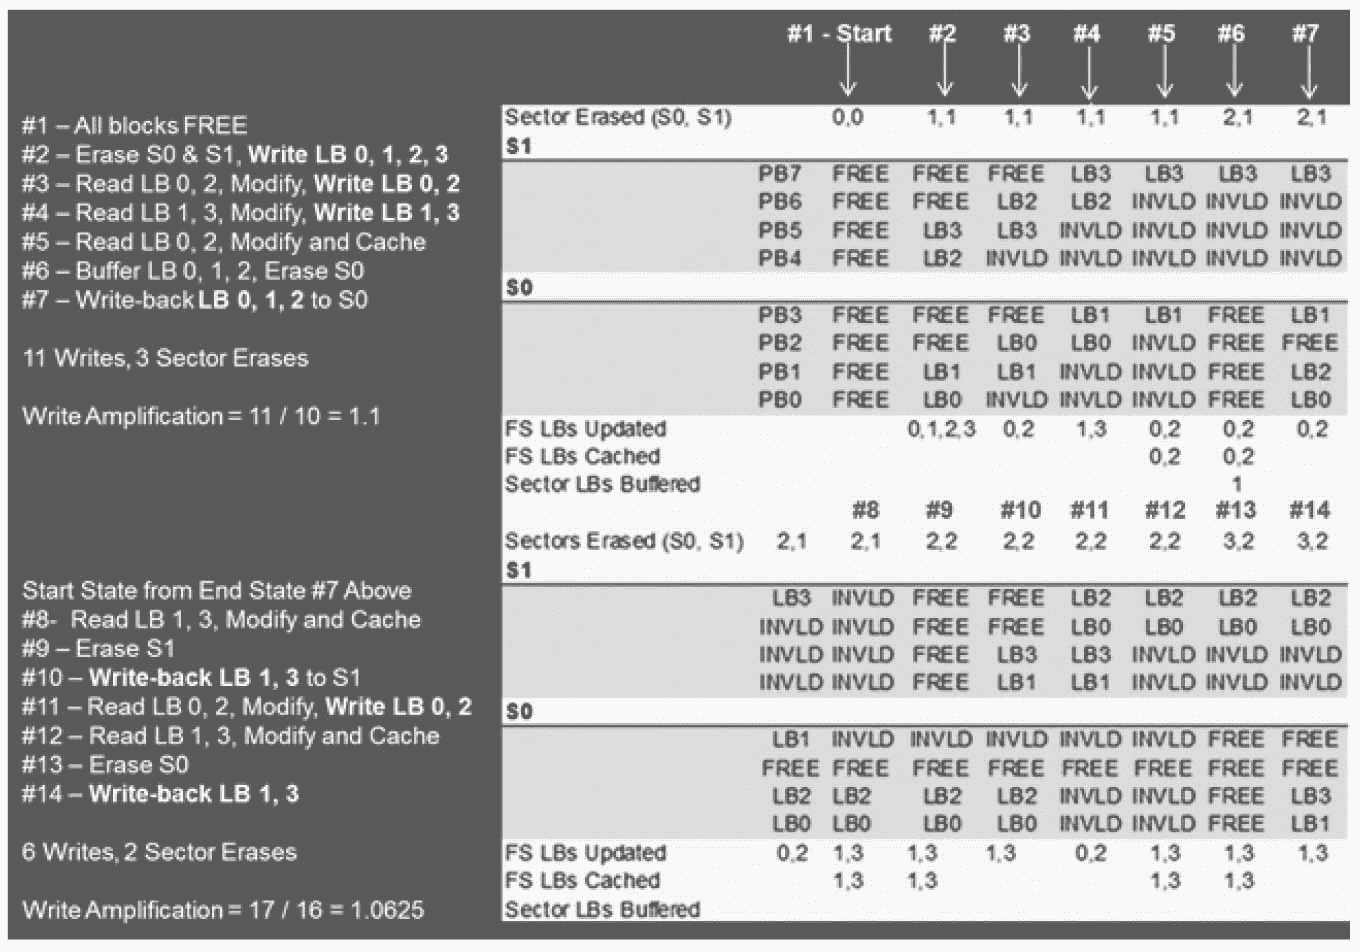 #1 - Start #2 #3 #4 #5 #6 #7
#1 – All blocks FREE
#2 – Erase S0 & S1, Write LB 0, 1, 2, 3
#3 – Read LB 0, 2, Modify, Write LB 0, 2
#4 – Read LB 1, 3, Modify, Write LB 1, 3
#5 – Read LB 0, 2, Modify and Cache
#6 – Buffer LB 0, 1, 2, Erase S0
#7 – Write-back LB 0, 1, 2 to S0
11 Writes, 3 Sector Erases
Write Amplification = 11 / 10 = 1.1
Sector Erased (S0, S1) 0,0 1,1 1,1 1,1 1,1 2,1 2,1
S1
PB7 FREE FREE FREE LB3 LB3 LB3 LB3
PB6 FREE FREE LB2 LB2 INVLD INVLD INVLD
PB5 FREE LB3 LB3 INVLD INVLD INVLD INVLD
PB4 FREE LB2 INVLD INVLD INVLD INVLD INVLD
S0
PB3 FREE FREE FREE LB1 LB1 FREE LB1
PB2 FREE FREE LB0 LB0 INVLD FREE FREE
PB1 FREE LB1 LB1 INVLD INVLD FREE LB2
PB0 FREE LB0 INVLD INVLD INVLD FREE LB0
FS LBs Updated 0,1,2,3 0,2 1,3 0,2 0,2 0,2
FS LBs Cached 0,2 0,2
Sector LBs Buffered 1
#8 #9 #10 #11 #12 #13 #14
Sectors Erased (S0, S1) 2,1 2,1 2,2 2,2 2,2 2,2 3,2 3,2
S1
LB3 INVLD FREE FREE LB2 LB2 LB2 LB2
INVLD INVLD FREE FREE LB0 LB0 LB0 LB0
INVLD INVLD FREE LB3 LB3 INVLD INVLD INVLD
INVLD INVLD FREE LB1 LB1 INVLD INVLD INVLD
S0
LB1 INVLD INVLD INVLD INVLD INVLD FREE FREE
FREE FREE FREE FREE FREE FREE FREE FREE
LB2 LB2 LB2 LB2 INVLD INVLD FREE LB3
LB0 LB0 LB0 LB0 INVLD INVLD FREE LB1
FS LBs Updated 0,2 1,3 1,3 1,3 0,2 1,3 1,3 1,3
FS LBs Cached 1,3 1,3 1,3 1,3
Sector LBs Buffered
Start State from End State #7 Above
#8- Read LB 1, 3, Modify and Cache
#9 – Erase S1
#10 – Write-back LB 1, 3 to S1
#11 – Read LB 0, 2, Modify, Write LB 0, 2
#12 – Read LB 1, 3, Modify and Cache
#13 – Erase S0
#14 – Write-back LB 1, 3
6 Writes, 2 Sector Erases
Write Amplification = 17 / 16 = 1.0625